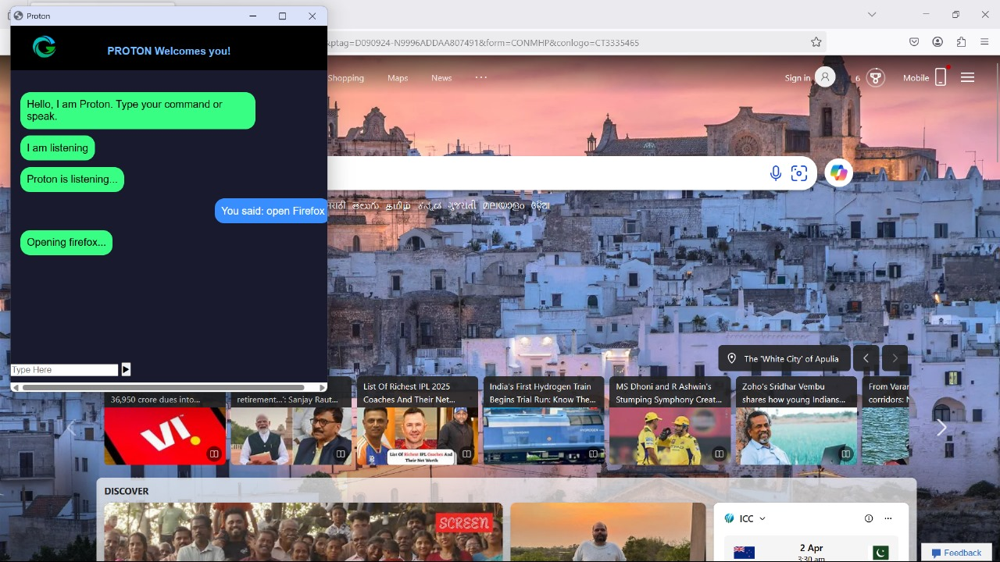 Proton
PROTON Welcomes you!
Hello, I am Proton. Type your command or
speak.
I am listening
Proton is listening...
You said: open Firefox
Opening firefox...
Type Here
&ptag=D092924-N9996ADDAA807491&form=CONMHP&conlogo=CT3335465
Shopping Maps News ...
Sign in 6 Mobile
తెలుగు தமிழ் ಕನ್ನಡ ગુજરાતી മലയാളം ଓଡ଼ିଆ
The 'White City' of Apulia
36,950 crore dues into...
retirement...': Sanjay Raut...
List Of Richest IPL 2025
Coaches And Their Net...
India's First Hydrogen Train
Begins Trial Run: Know The...
MS Dhoni and R Ashwin's
Stumping Symphony Creat...
Zoho's Sridhar Vembu
shares how young Indians...
From Varan
corridors:
VI
List Of Richest IPL Coaches And
Their Net Worth
DISCOVER
SCREEN
ICC
2 Apr
3:30 am
Feedback